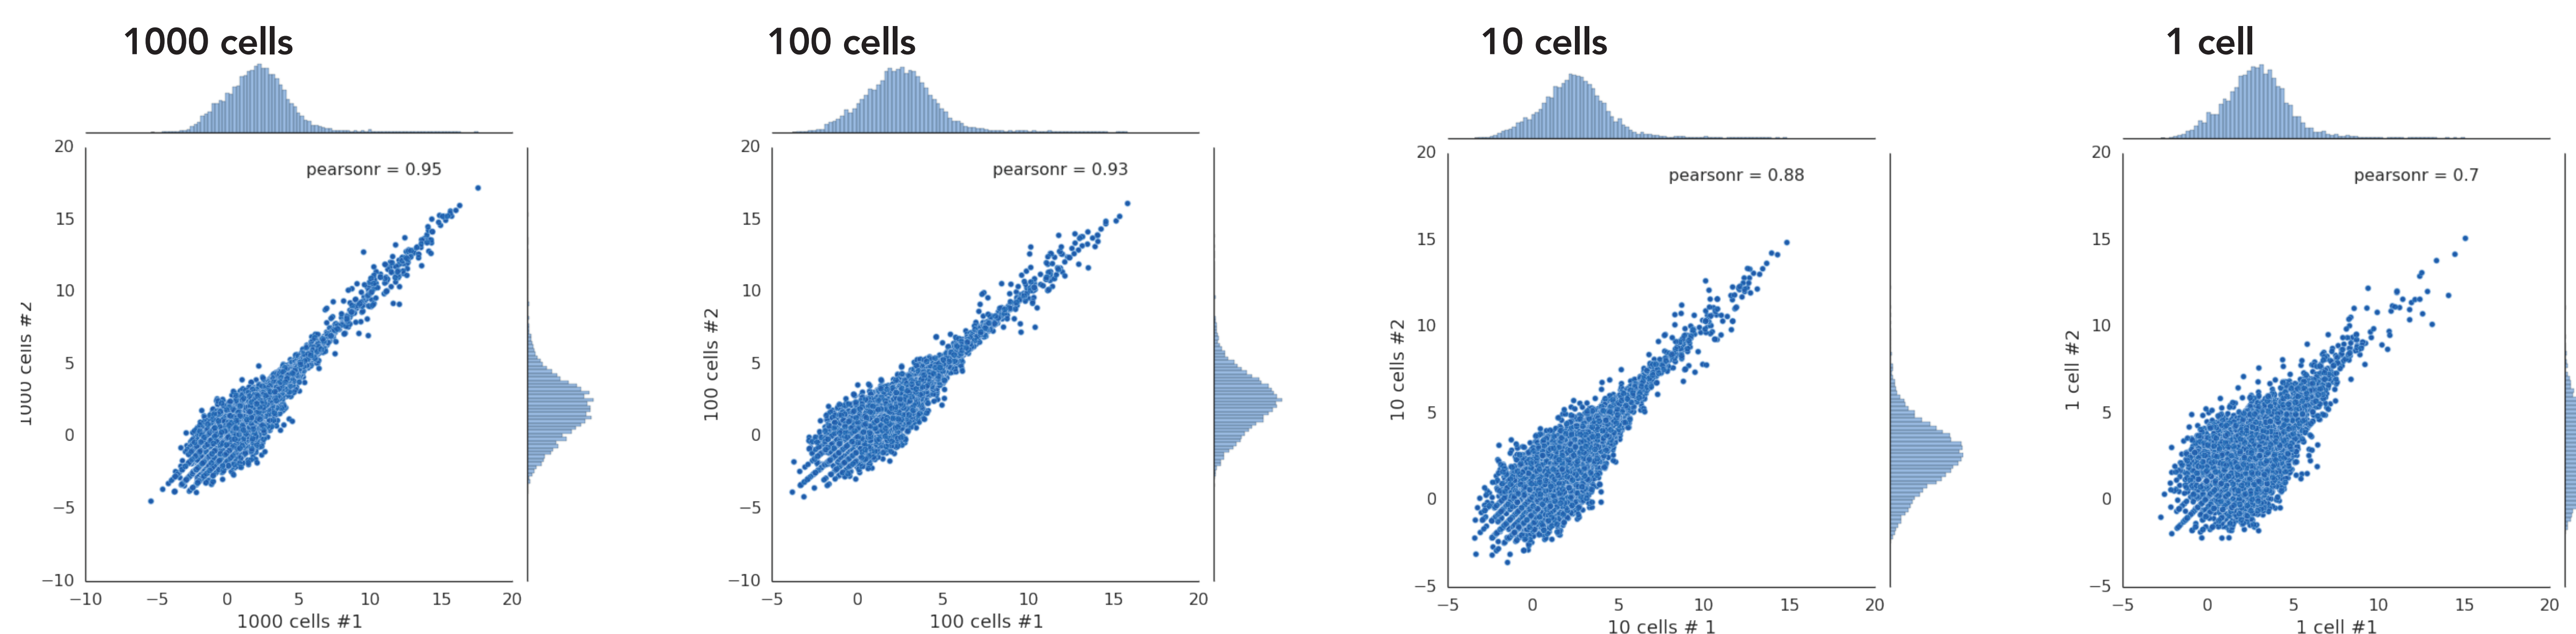 1000 cells
pearsonr = 0.95
20
15
10
5
0
−5
−10
1000 cells #2
−10 −5 0 5 10 15 20
1000 cells #1
100 cells
pearsonr = 0.93
20
15
10
5
0
−5
−10
100 cells #2
−5 0 5 10 15 20
100 cells #1
10 cells
pearsonr = 0.88
20
15
10
5
0
−5
10 cells #2
−5 0 5 10 15 20
10 cells # 1
1 cell
pearsonr = 0.7
20
15
10
5
0
−5
1 cell #2
−5 0 5 10 15 20
1 cell #1